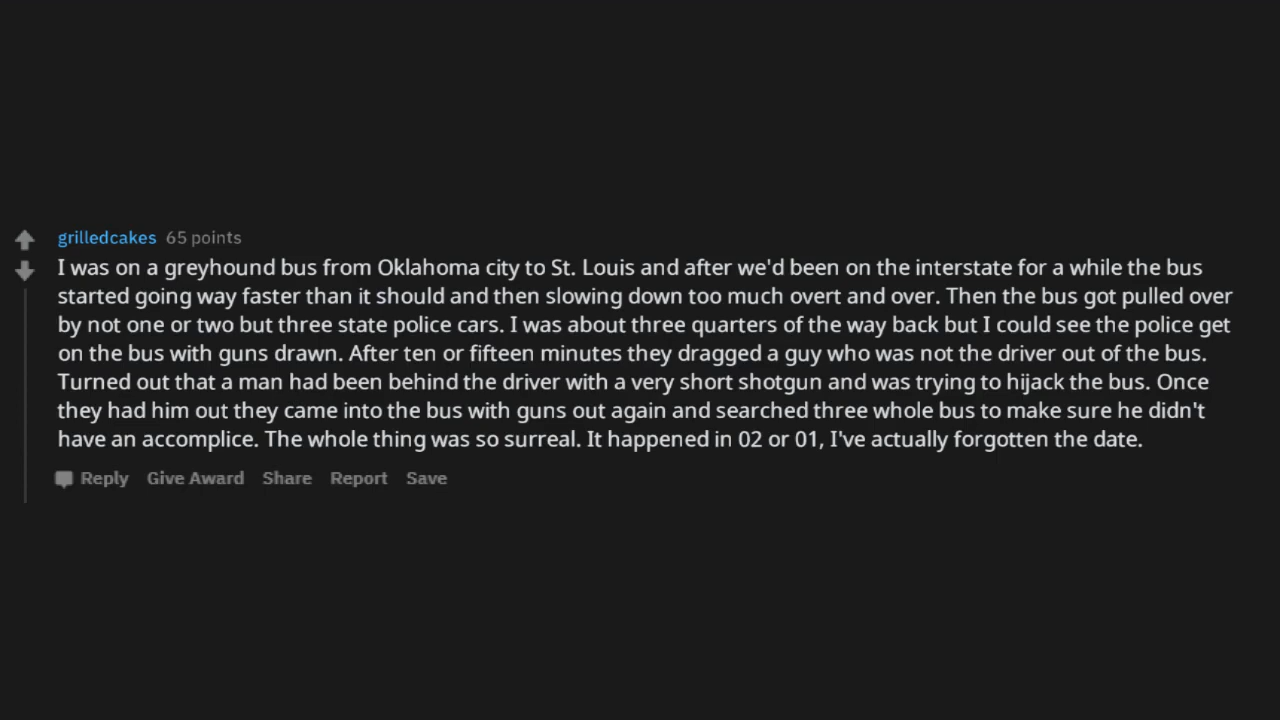 grilledcakes 65 points
I was on a greyhound bus from Oklahoma city to St. Louis and after we'd been on the interstate for a while the bus
started going way faster than it should and then slowing down too much overt and over. Then the bus got pulled over
by not one or two but three state police cars. I was about three quarters of the way back but I could see the police get
on the bus with guns drawn. After ten or fifteen minutes they dragged a guy who was not the driver out of the bus.
Turned out that a man had been behind the driver with a very short shotgun and was trying to hijack the bus. Once
they had him out they came into the bus with guns out again and searched three whole bus to make sure he didn't
have an accomplice. The whole thing was so surreal. It happened in 02 or 01, I've actually forgotten the date.
Reply Give Award Share Report Save